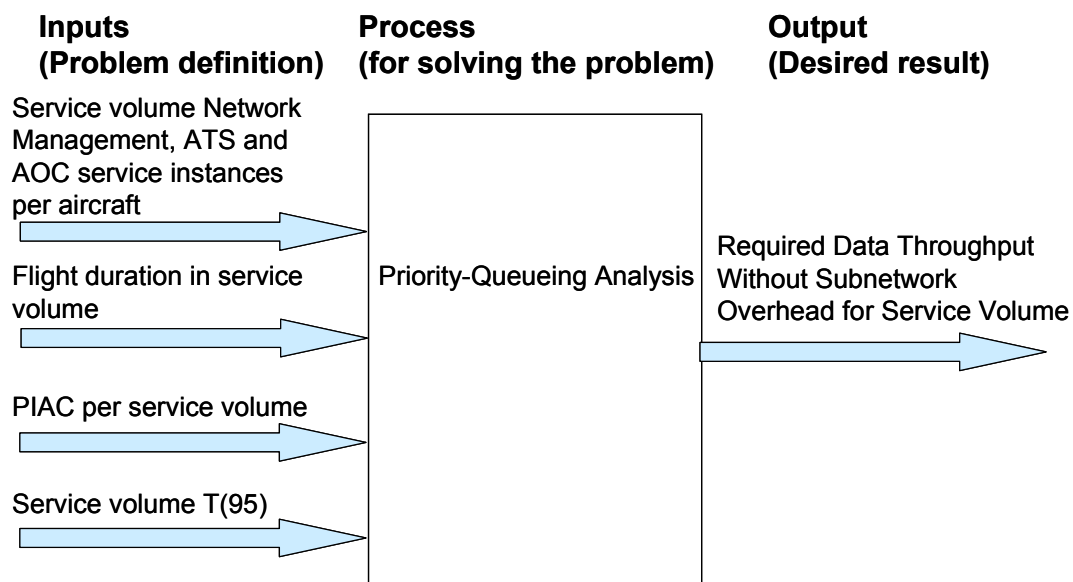 Inputs
(Problem definition)
Process
(for solving the problem)
Output
(Desired result)
Service volume Network
Management, ATS and
AOC service instances
per aircraft
Flight duration in service
volume
PIAC per service volume
Service volume T(95)
Priority-Queueing Analysis
Required Data Throughput
Without Subnetwork
Overhead for Service Volume